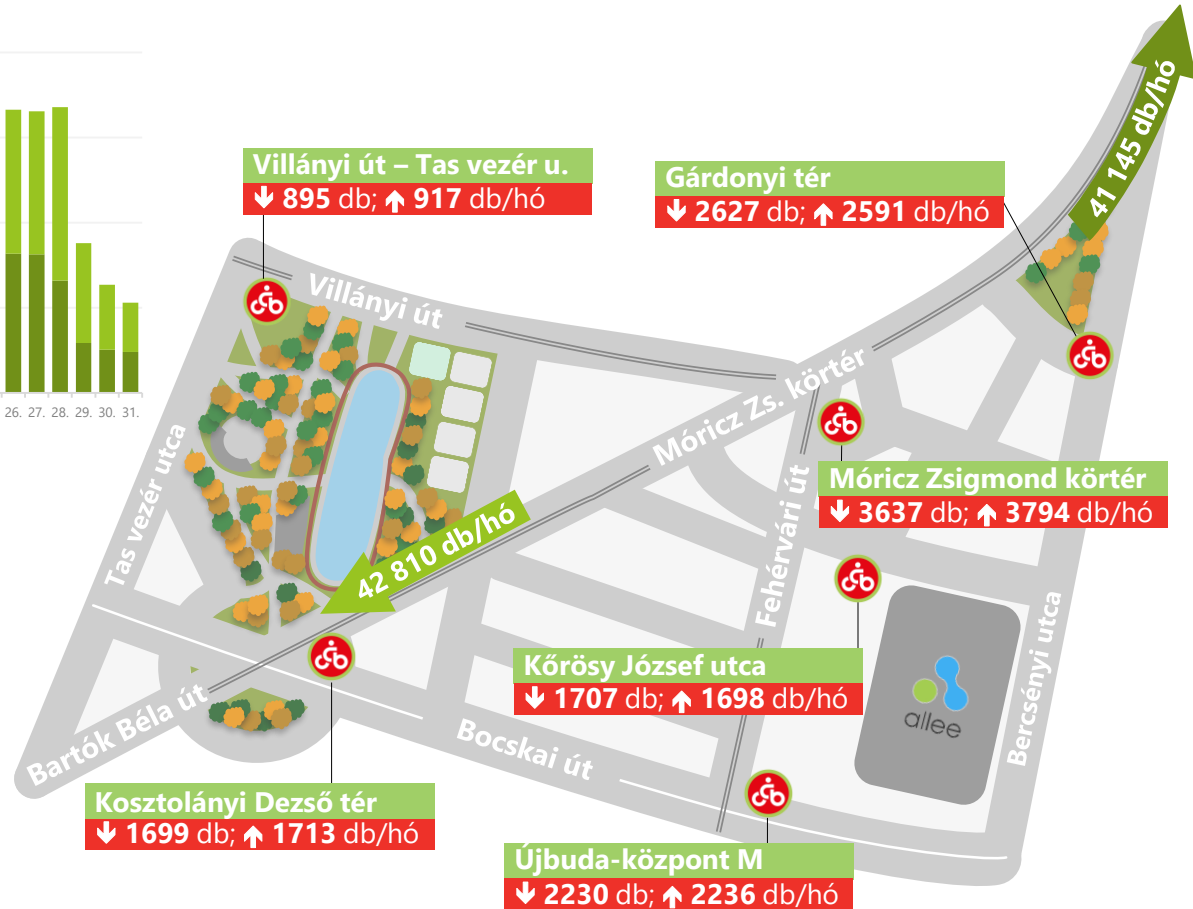 41 145 db/hó
Villányi út – Tas vezér u.
↓ 895 db; ↑ 917 db/hó
Gárdonyi tér
↓ 2627 db; ↑ 2591 db/hó
Villányi út
Móricz Zs. körtér
26. 27. 28. 29. 30. 31.
Tas vezér utca
Móricz Zsigmond körtér
↓ 3637 db; ↑ 3794 db/hó
Fehérvári út
42 810 db/hó
Kőrösy József utca
↓ 1707 db; ↑ 1698 db/hó
allee
Bercsényi utca
Bartók Béla út
Bocskai út
Kosztolányi Dezső tér
↓ 1699 db; ↑ 1713 db/hó
Újbuda-központ M
↓ 2230 db; ↑ 2236 db/hó